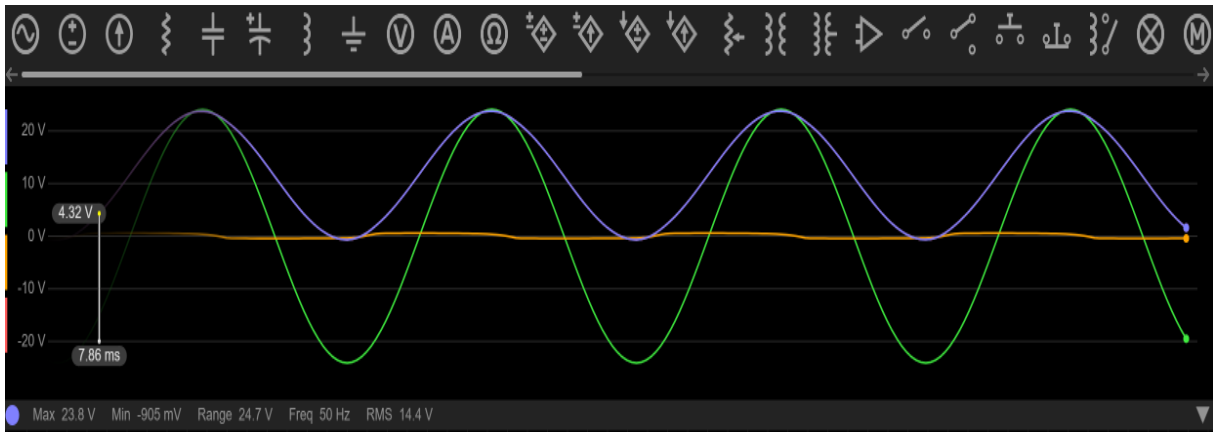 V A Ω M
20 V
10 V
4.32 V
0 V
-10 V
-20 V
7.86 ms
Max 23.8 V Min -905 mV Range 24.7 V Freq 50 Hz RMS 14.4 V